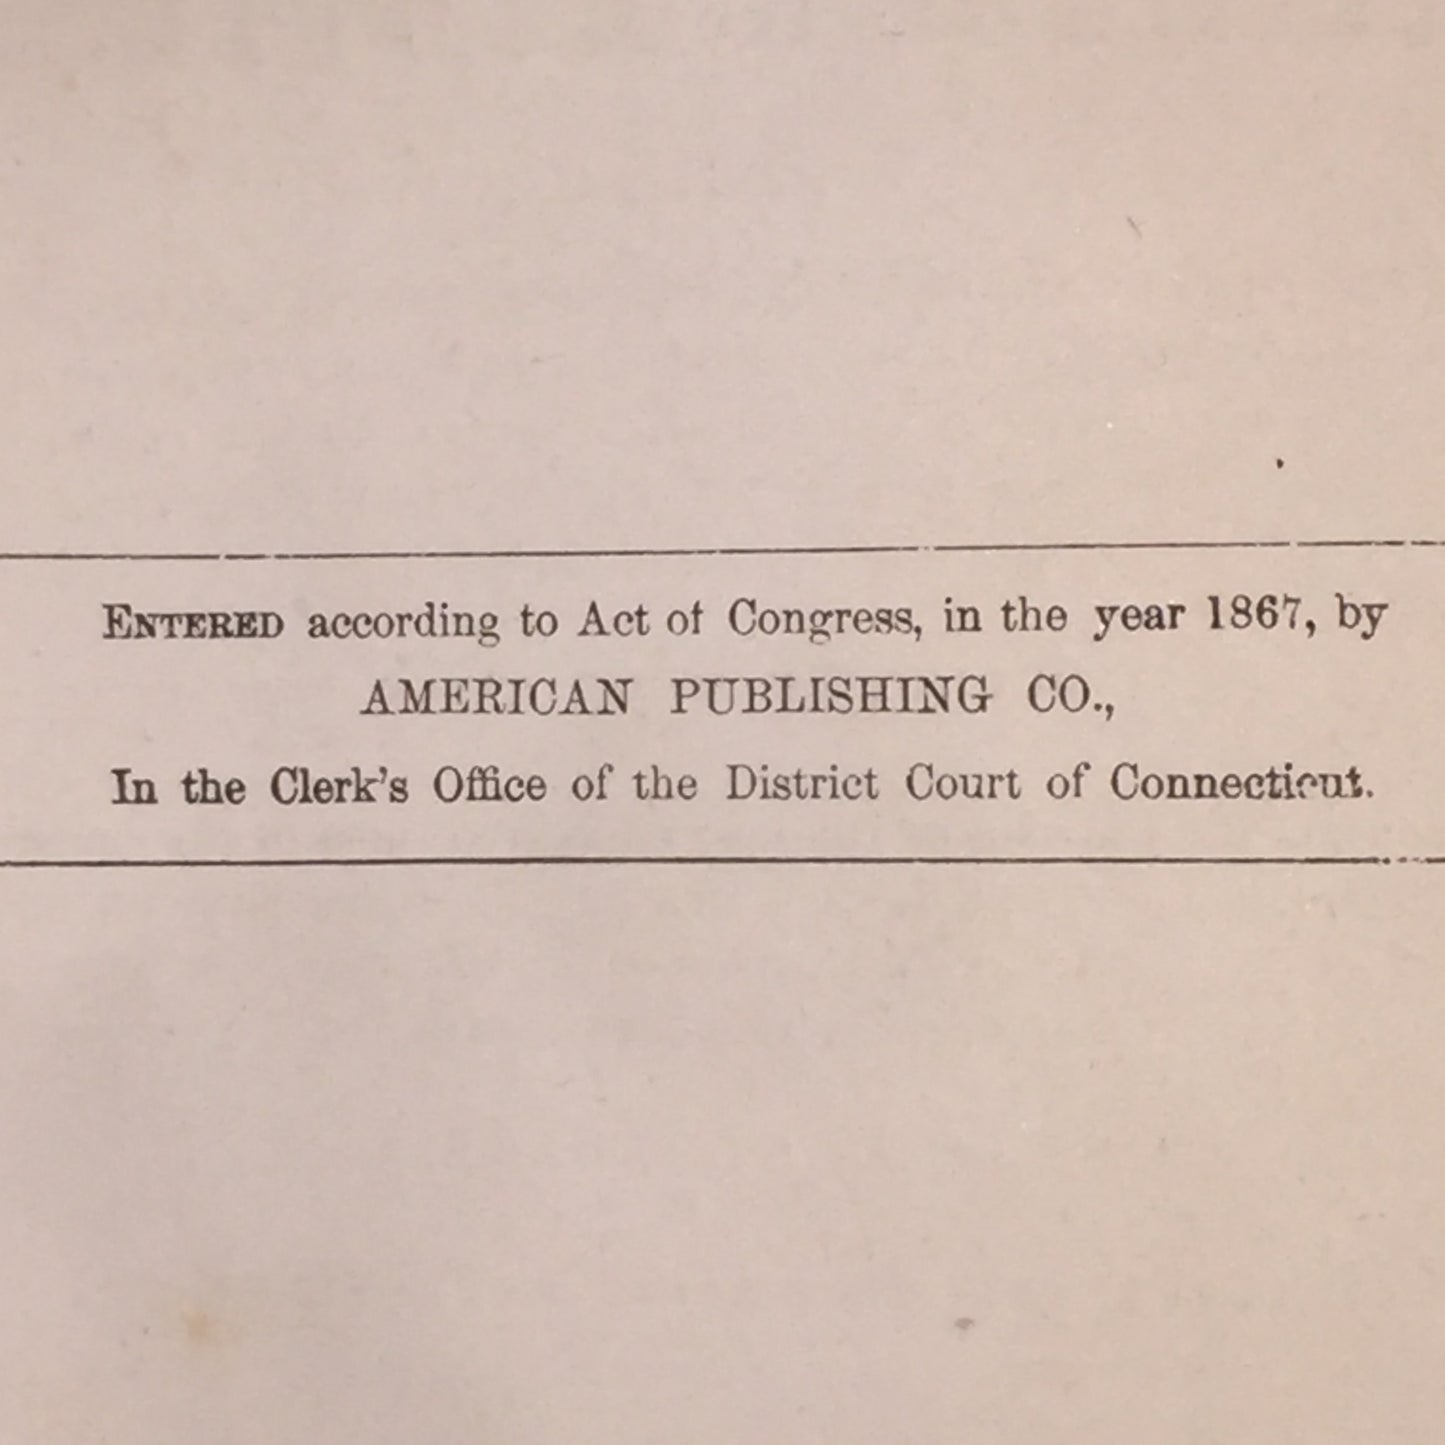 ENTERED according to Act of Congress, in the year 1867, by
AMERICAN PUBLISHING CO.,
In the Clerk's Office of the District Court of Connecticut.